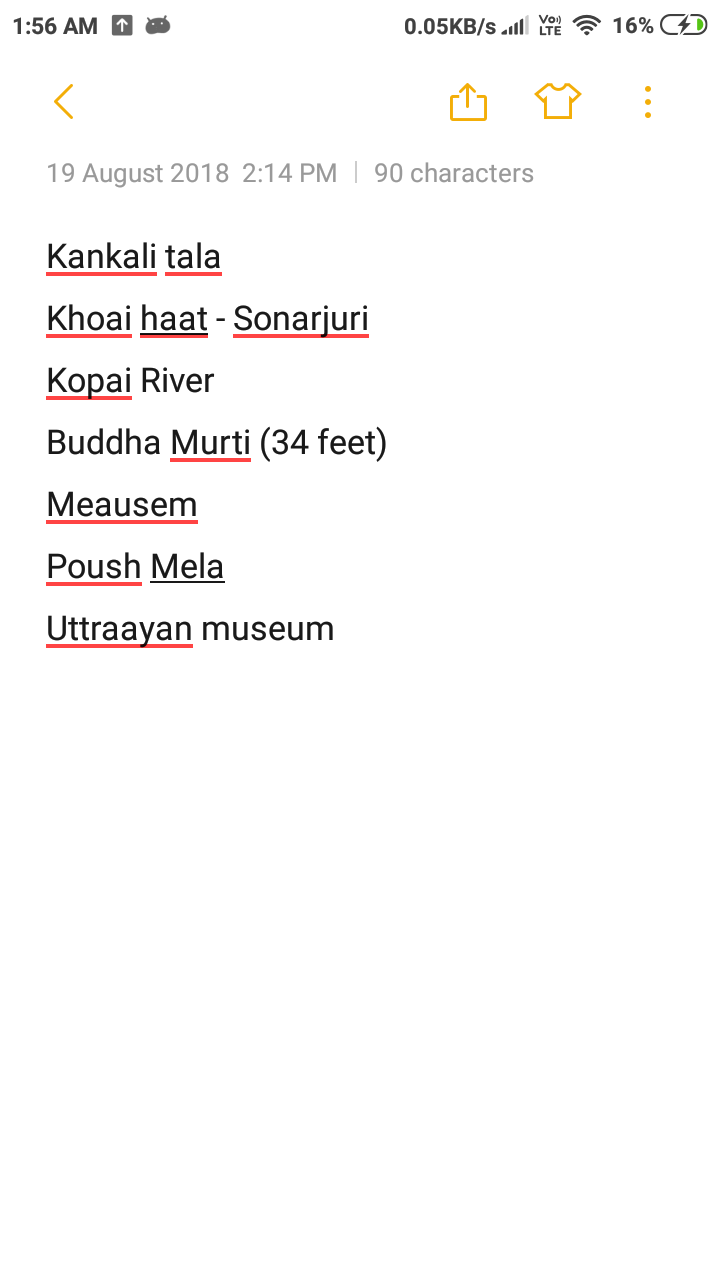 1:56 AM 0.05KB/s VoI) LTE 16%
19 August 2018 2:14 PM | 90 characters
Kankali tala
Khoai haat - Sonarjuri
Kopai River
Buddha Murti (34 feet)
Meausem
Poush Mela
Uttraayan museum